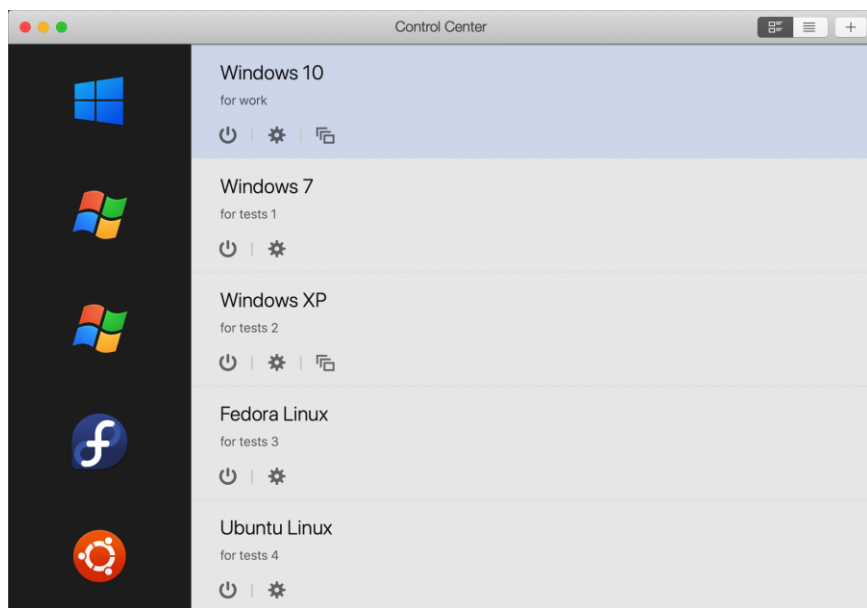 Control Center
Windows 10
for work
Windows 7
for tests 1
Windows XP
for tests 2
Fedora Linux
for tests 3
Ubuntu Linux
for tests 4